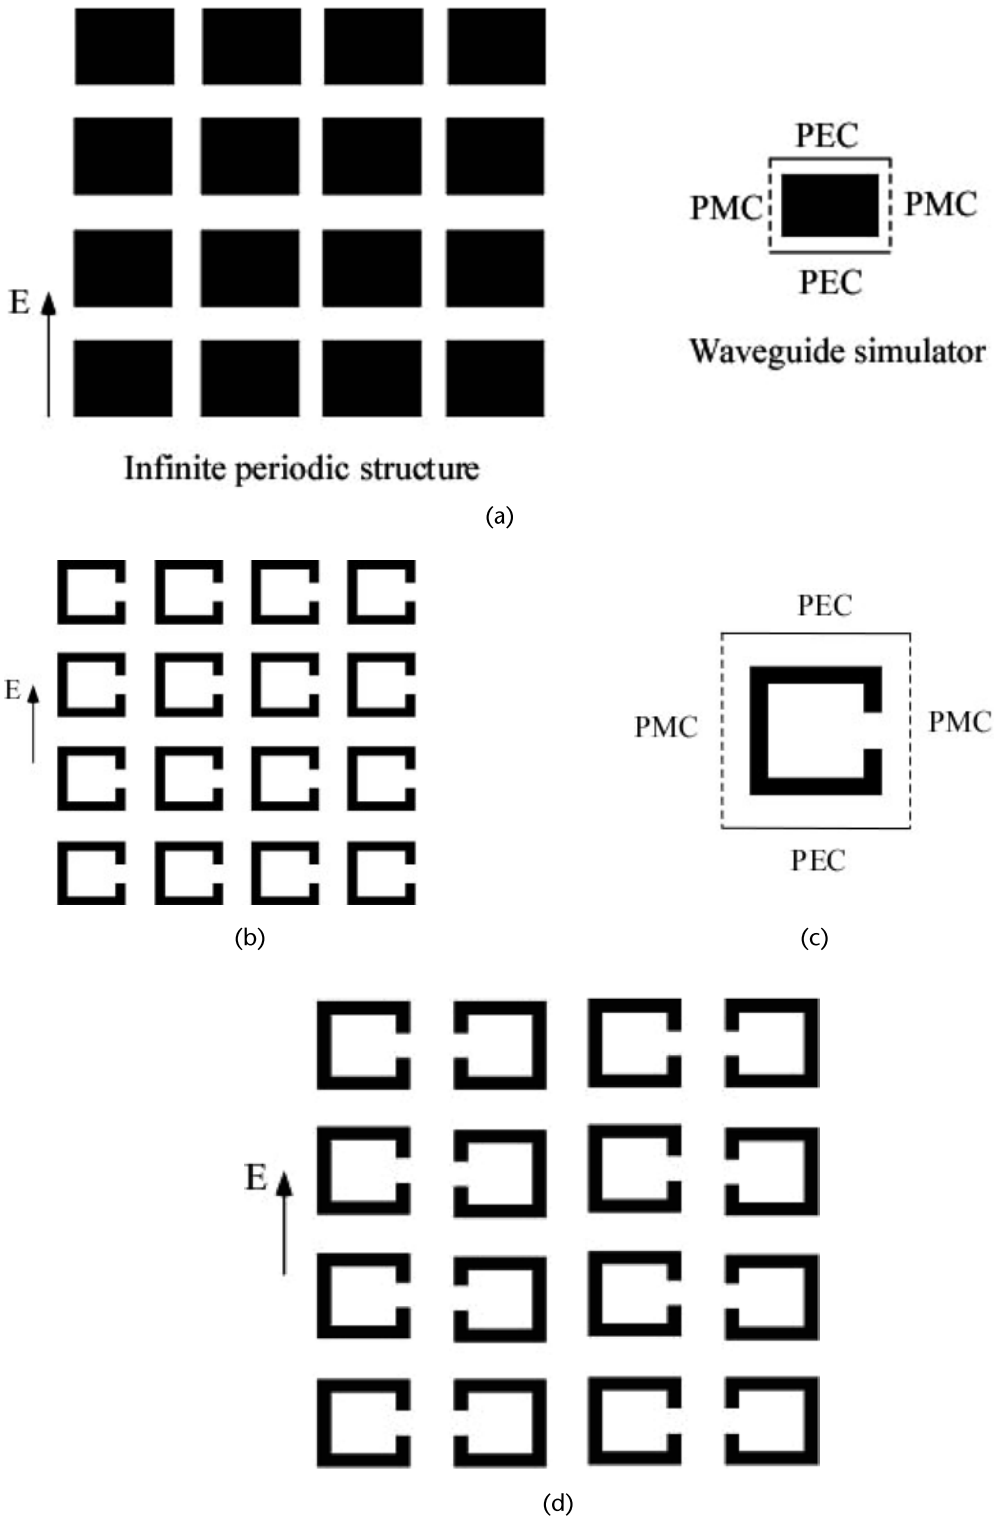 PEC
PMC
PMC
PEC
E
Waveguide simulator
Infinite periodic structure
(a)
PEC
E
PMC
PMC
PEC
(b)
(c)
E
(d)